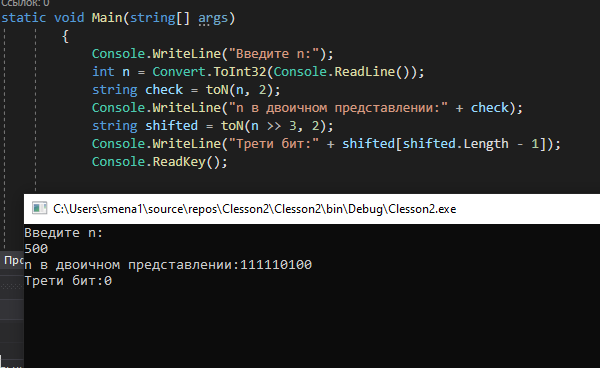 Ссылок: 0
static void Main(string[] args)
{
Console.WriteLine("Введите n:");
int n = Convert.ToInt32(Console.ReadLine());
string check = toN(n, 2);
Console.WriteLine("n в двоичном представлении:" + check);
string shifted = toN(n >> 3, 2);
Console.WriteLine("Трети бит:" + shifted[shifted.Length - 1]);
Console.ReadKey();
C:\Users\smena1\source\repos\Clesson2\Clesson2\bin\Debug\Clesson2.exe
Введите n:
500
Про
n в двоичном представлении:111110100
Трети бит:0